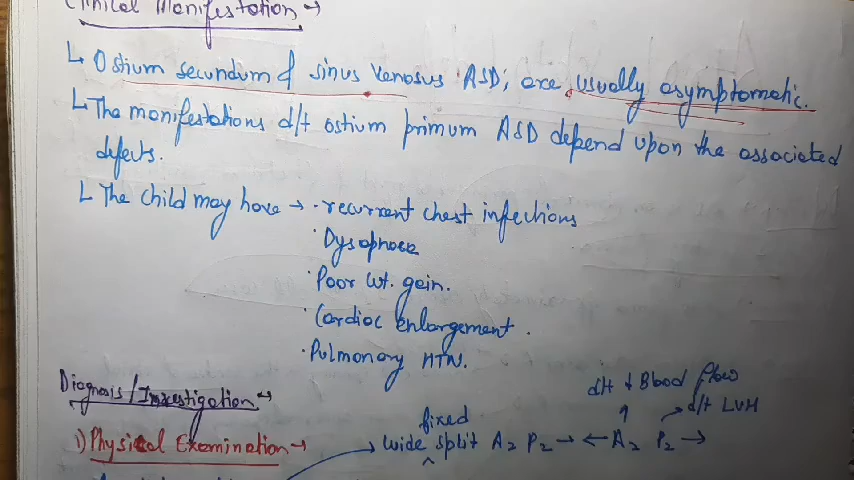 Clinical Manifestation →
↳ Ostium secundum & sinus venosus ASD; are usually asymptomatic.
↳ The manifestations d/t ostium primum ASD depend upon the associated
defects.
↳ The child may have → · recurrent chest infections
· Dyspnoea
· Poor wt. gain.
· Cardiac enlargement.
· Pulmonary HTN.
Diagnosis/Investigation →
d/t ↓ Blood flow
↑ → d/t LVH
fixed
i) Physical Examination → wide ^ split A2 P2 → ← A2 P2 →